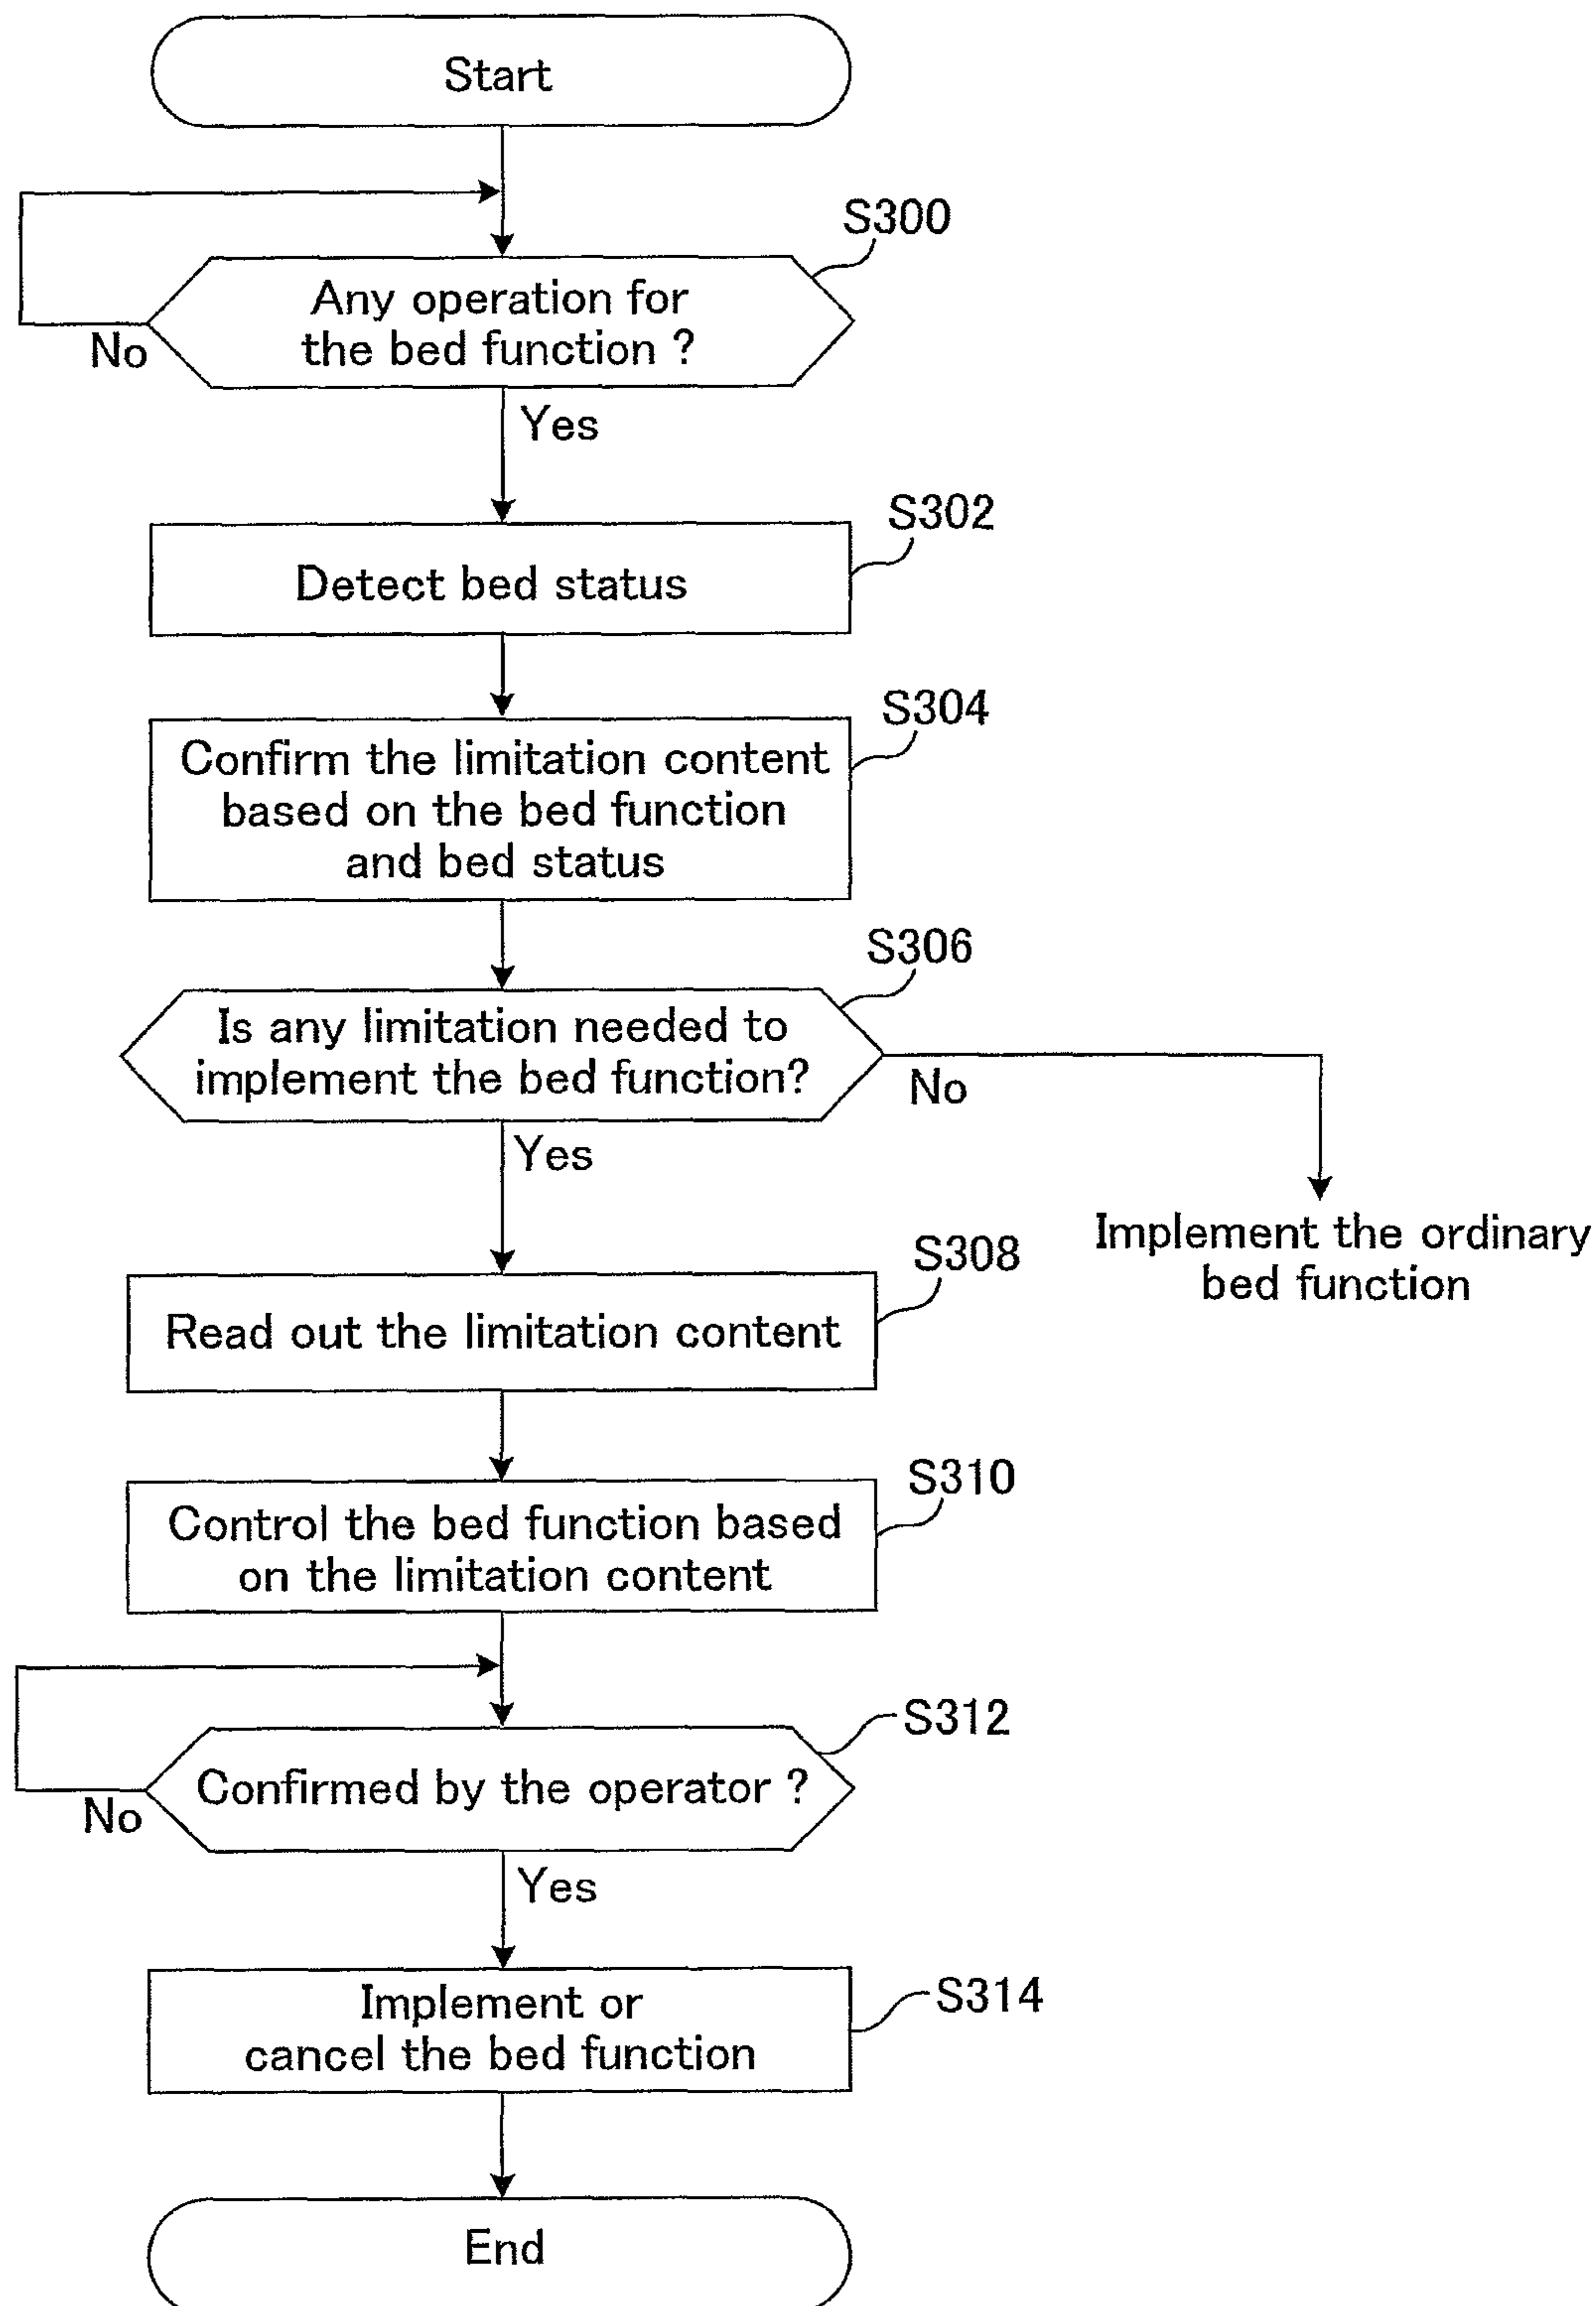 Start
S300
Any operation for
the bed function ?
No
Yes
S302
Detect bed status
S304
Confirm the limitation content
based on the bed function
and bed status
S306
Is any limitation needed to
implement the bed function?
No
Yes
Implement the ordinary
bed function
S308
Read out the limitation content
S310
Control the bed function based
on the limitation content
S312
Confirmed by the operator ?
No
Yes
S314
Implement or
cancel the bed function
End